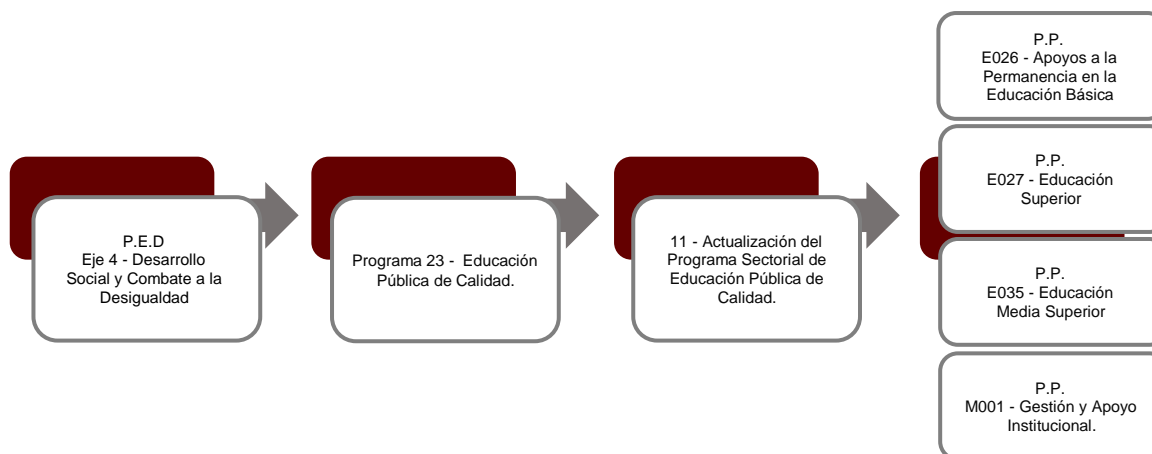 P.E.D
Eje 4 - Desarrollo
Social y Combate a la
Desigualdad
Programa 23 - Educación
Pública de Calidad.
11 - Actualización del
Programa Sectorial de
Educación Pública de
Calidad.
P.P.
E026 - Apoyos a la
Permanencia en la
Educación Básica
P.P.
E027 - Educación
Superior
P.P.
E035 - Educación
Media Superior
P.P.
M001 - Gestión y Apoyo
Institucional.